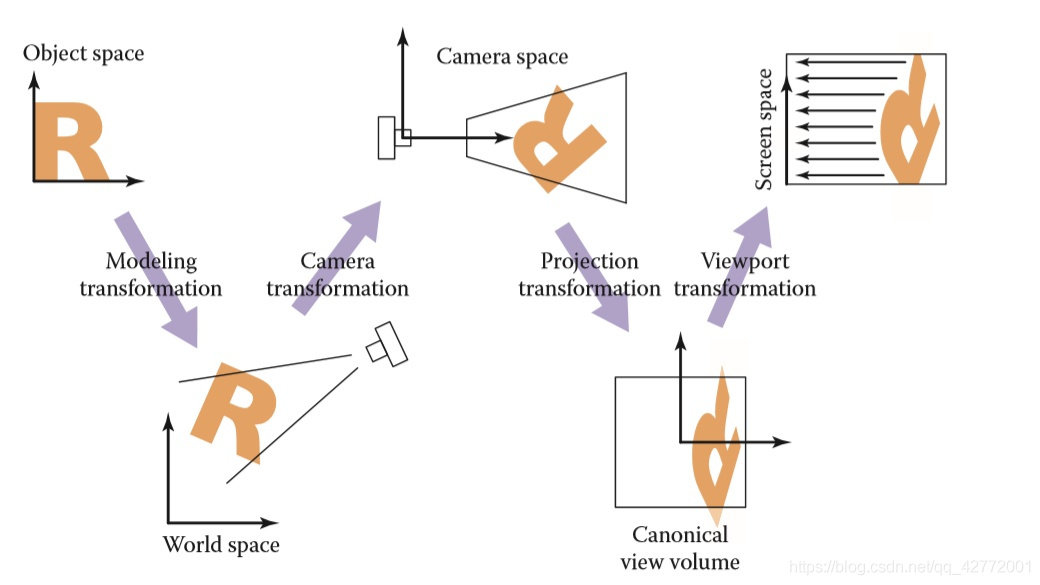 Object space
Camera space
Screen space
Modeling
transformation
Camera
transformation
Projection
transformation
Viewport
transformation
World space
Canonical
view volume
https://blog.csdn.net/qq_42772001